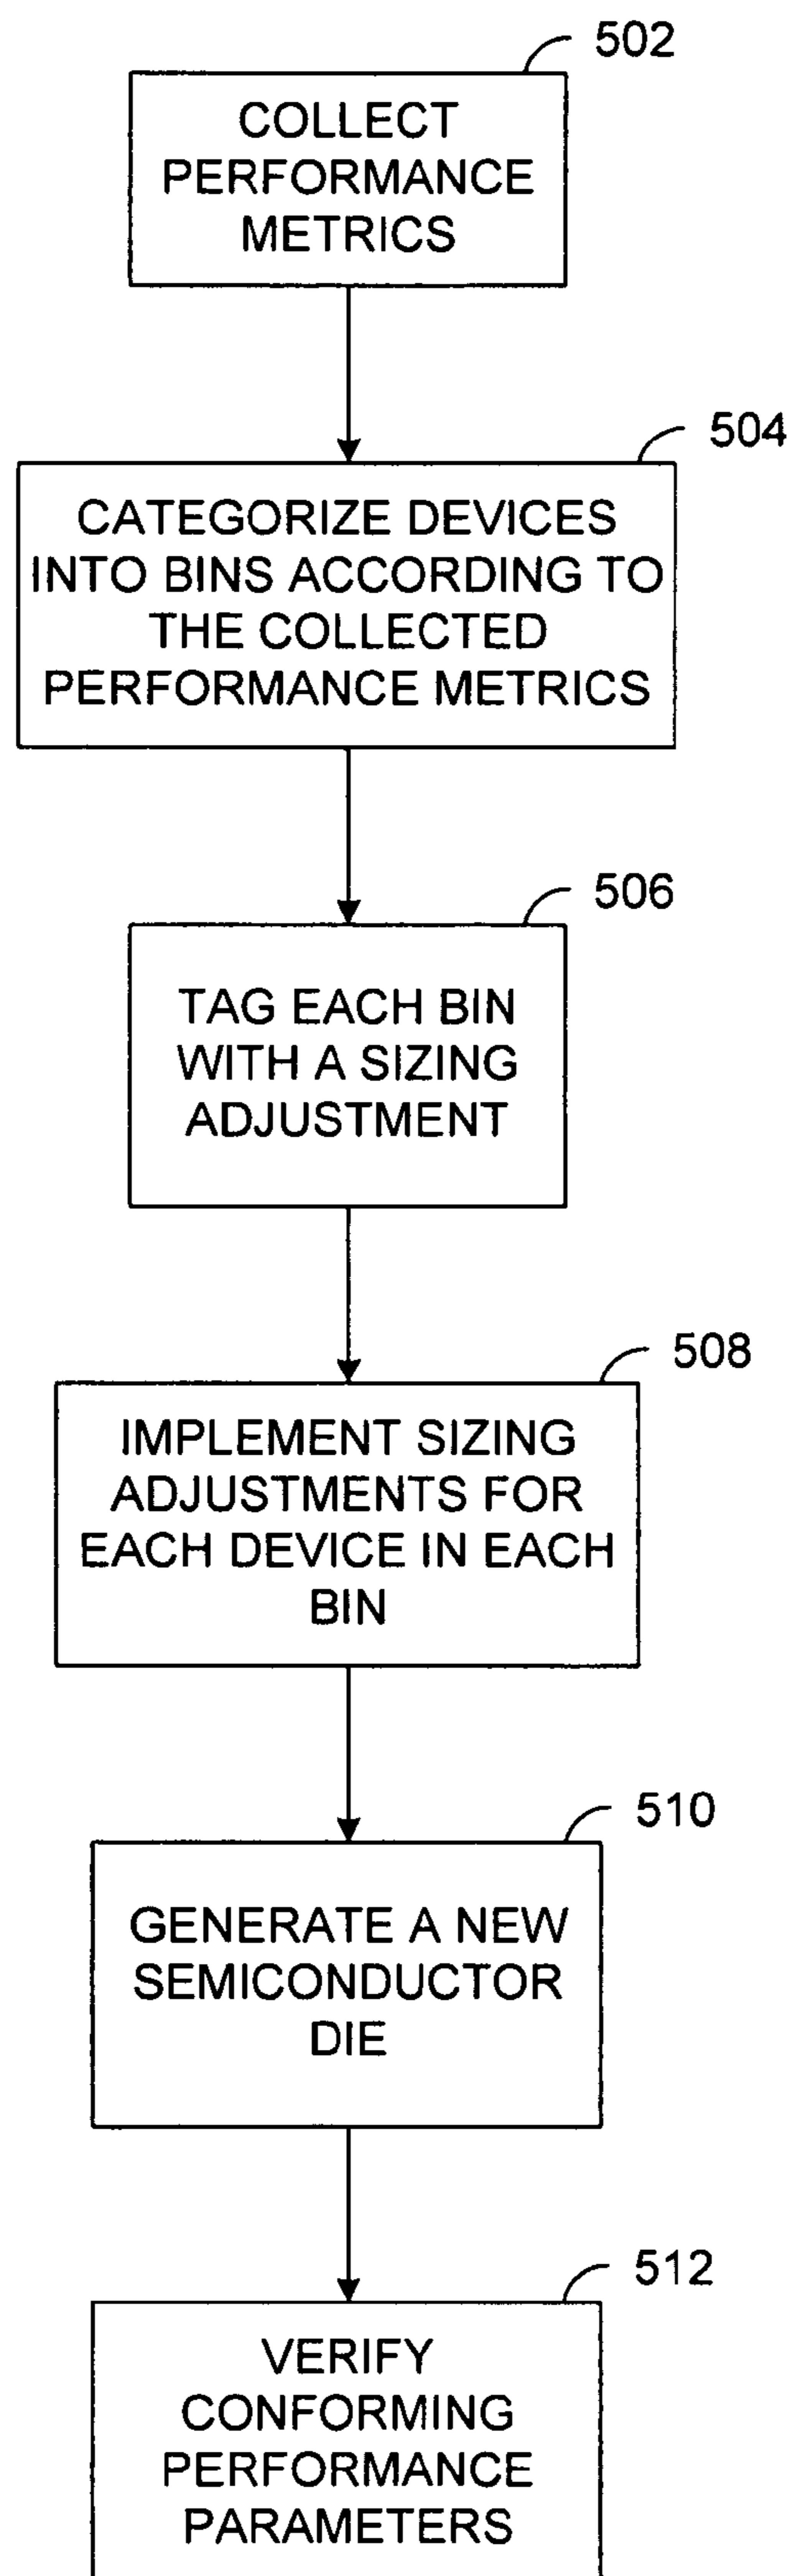 502
COLLECT
PERFORMANCE
METRICS
504
CATEGORIZE DEVICES
INTO BINS ACCORDING TO
THE COLLECTED
PERFORMANCE METRICS
506
TAG EACH BIN
WITH A SIZING
ADJUSTMENT
508
IMPLEMENT SIZING
ADJUSTMENTS FOR
EACH DEVICE IN EACH
BIN
510
GENERATE A NEW
SEMICONDUCTOR
DIE
512
VERIFY
CONFORMING
PERFORMANCE
PARAMETERS